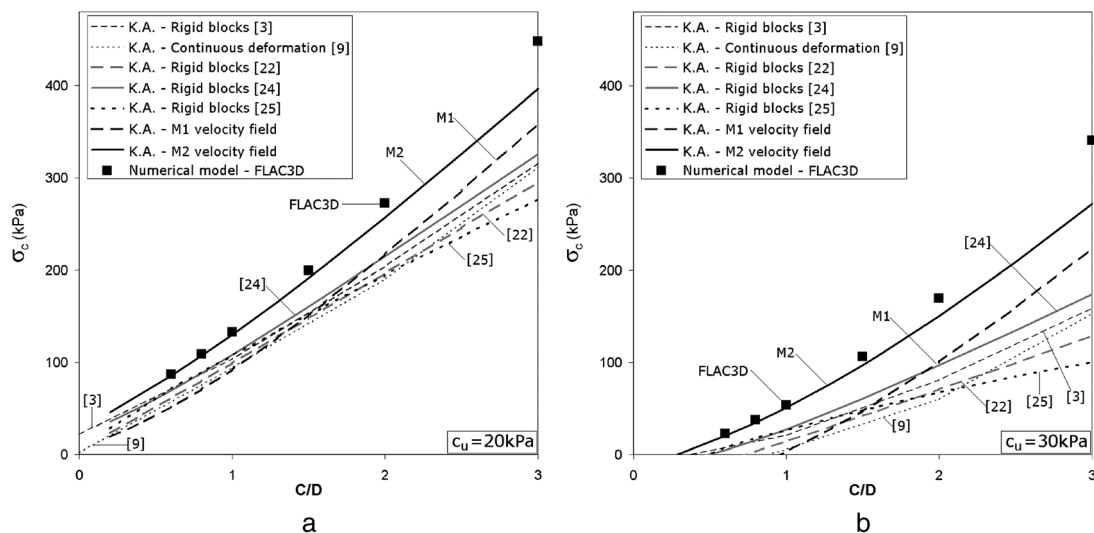 K.A. - Rigid blocks [3]
K.A. - Continuous deformation [9]
K.A. - Rigid blocks [22]
K.A. - Rigid blocks [24]
K.A. - Rigid blocks [25]
K.A. - M1 velocity field
K.A. - M2 velocity field
Numerical model - FLAC3D
400
300
200
100
0
σc (kPa)
M1
M2
FLAC3D
[22]
[25]
[24]
[3]
[9]
cu=20kPa
0
1
2
3
C/D
a
K.A. - Rigid blocks [3]
K.A. - Continuous deformation [9]
K.A. - Rigid blocks [22]
K.A. - Rigid blocks [24]
K.A. - Rigid blocks [25]
K.A. - M1 velocity field
K.A. - M2 velocity field
Numerical model - FLAC3D
400
300
200
100
0
σc (kPa)
[24]
M1
M2
FLAC3D
[3]
[25]
[22]
[9]
cu=30kPa
0
1
2
3
C/D
b